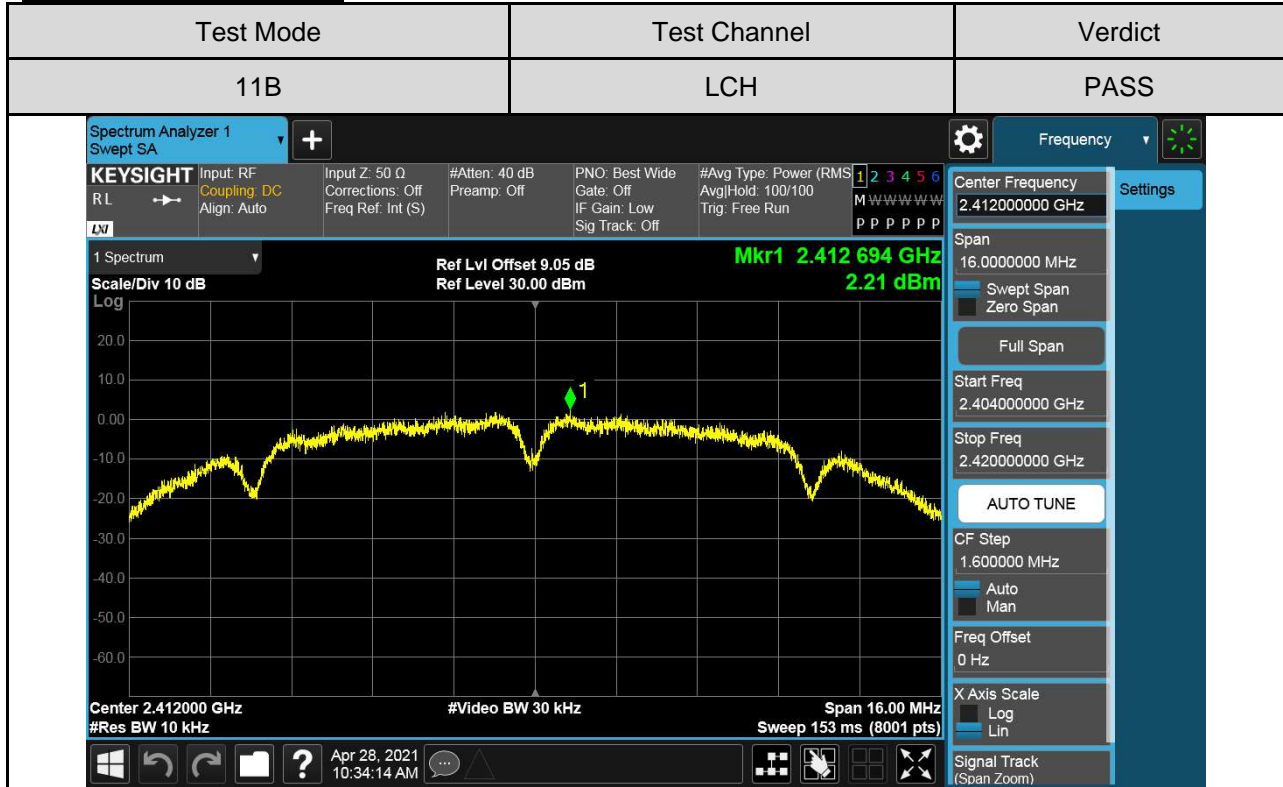 Test Mode
Test Channel
Verdict
11B
LCH
PASS
Spectrum Analyzer 1
Swept SA
+
Frequency
KEYSIGHT
RL
LXI
Input: RF
Coupling: DC
Align: Auto
Input Z: 50 Ω
Corrections: Off
Freq Ref: Int (S)
#Atten: 40 dB
Preamp: Off
PNO: Best Wide
Gate: Off
IF Gain: Low
Sig Track: Off
#Avg Type: Power (RMS
Avg|Hold: 100/100
Trig: Free Run
1 2 3 4 5 6
M W W W W W
P P P P P P
Center Frequency
2.412000000 GHz
Settings
1 Spectrum
Scale/Div 10 dB
Ref Lvl Offset 9.05 dB
Ref Level 30.00 dBm
Mkr1 2.412 694 GHz
2.21 dBm
Log
20.0
10.0
0.00
-10.0
-20.0
-30.0
-40.0
-50.0
-60.0
1
Span
16.0000000 MHz
Swept Span
Zero Span
Full Span
Start Freq
2.404000000 GHz
Stop Freq
2.420000000 GHz
AUTO TUNE
CF Step
1.600000 MHz
Auto
Man
Freq Offset
0 Hz
X Axis Scale
Log
Lin
Signal Track
(Span Zoom)
Center 2.412000 GHz
#Res BW 10 kHz
#Video BW 30 kHz
Span 16.00 MHz
Sweep 153 ms (8001 pts)
?
Apr 28, 2021
10:34:14 AM